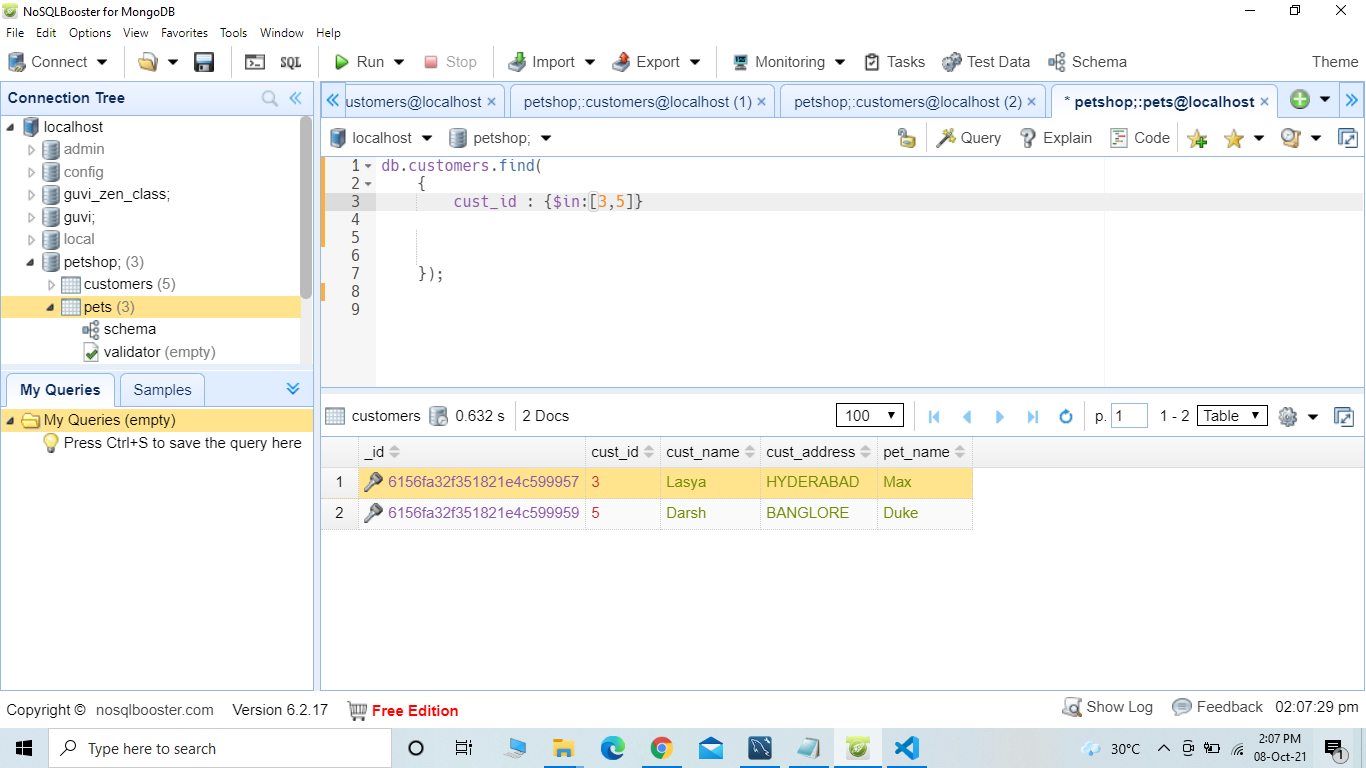 NoSQLBooster for MongoDB
File Edit Options View Favorites Tools Window Help
Connect SQL Run Stop Import Export Monitoring Tasks Test Data Schema Theme
Connection Tree
localhost
admin
config
guvi_zen_class;
guvi;
local
petshop; (3)
customers (5)
pets (3)
schema
validator (empty)
My Queries Samples
My Queries (empty)
Press Ctrl+S to save the query here
ustomers@localhost × petshop;:customers@localhost (1) × petshop;:customers@localhost (2) × * petshop;:pets@localhost ×
localhost petshop; Query Explain Code
1 db.customers.find(
2 {
3 cust_id : {$in:[3,5]}
4
5
6
7 });
8
9
customers 0.632 s 2 Docs 100 p. 1 1 - 2 Table
_id cust_id cust_name cust_address pet_name
1 6156fa32f351821e4c599957 3 Lasya HYDERABAD Max
2 6156fa32f351821e4c599959 5 Darsh BANGLORE Duke
Copyright © nosqlbooster.com Version 6.2.17 Free Edition Show Log Feedback 02:07:29 pm
Type here to search 30°C 2:07 PM
08-Oct-21 1